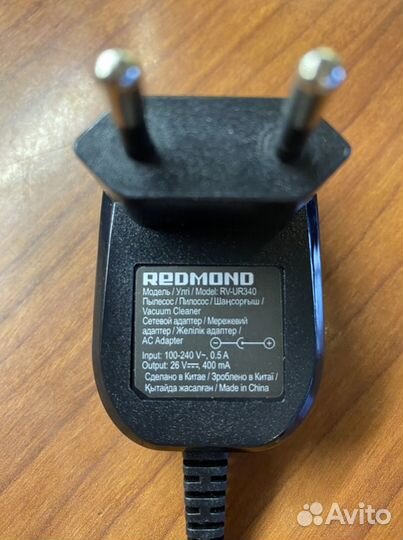 REDMOND
Модель / Үлгі / Model: RV-UR340
Пылесос / Пилосос / Шаңсорғыш /
Vacuum Cleaner
Сетевой адаптер / Мережевий
адаптер / Желілік адаптер /
AC Adapter
Input: 100-240 V~, 0.5 A
Output: 26 V⎓, 400 mA
Сделано в Китае / Зроблено в Китаї /
Қытайда жасалған / Made in China
Avito